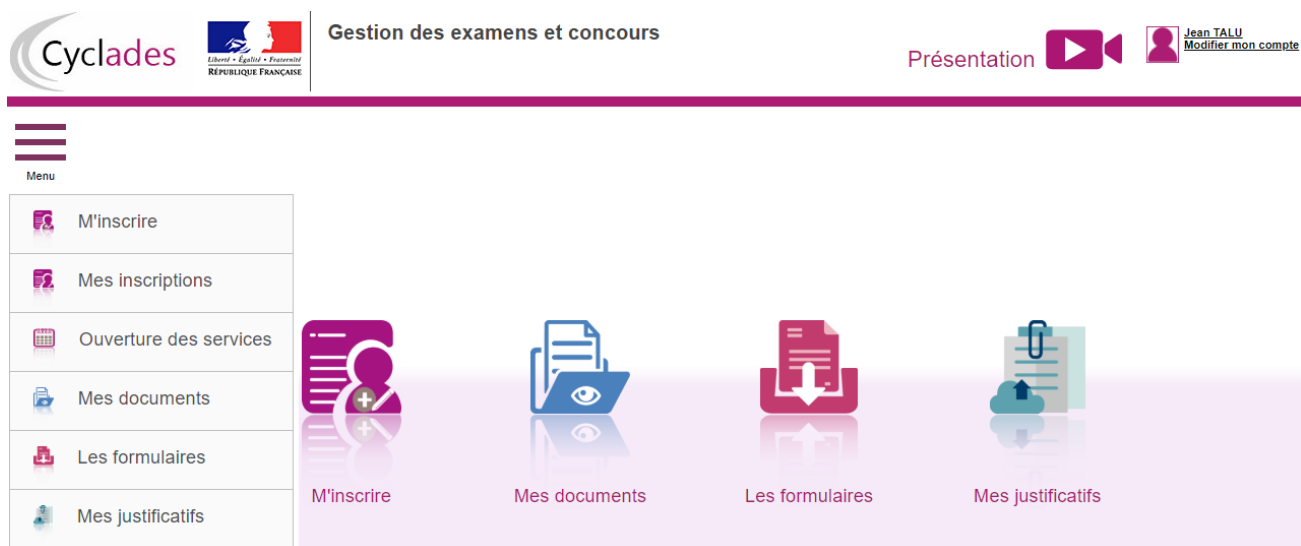 Cyclades
Liberté • Égalité • Fraternité
RÉPUBLIQUE FRANÇAISE
Gestion des examens et concours
Présentation
Jean TALU
Modifier mon compte
Menu
M'inscrire
Mes inscriptions
Ouverture des services
Mes documents
Les formulaires
Mes justificatifs
M'inscrire
Mes documents
Les formulaires
Mes justificatifs